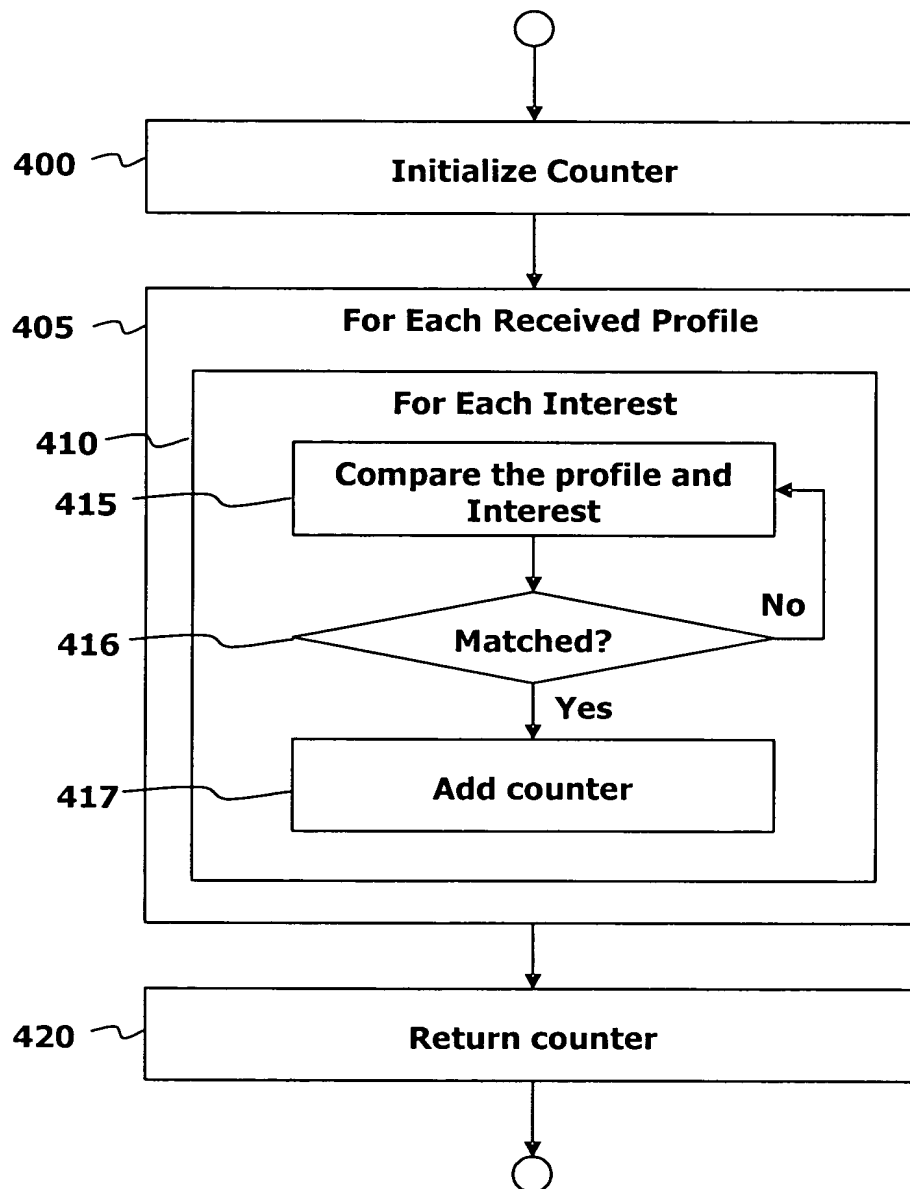 400
Initialize Counter
405
For Each Received Profile
410
For Each Interest
415
Compare the profile and
Interest
416
Matched?
No
Yes
417
Add counter
420
Return counter